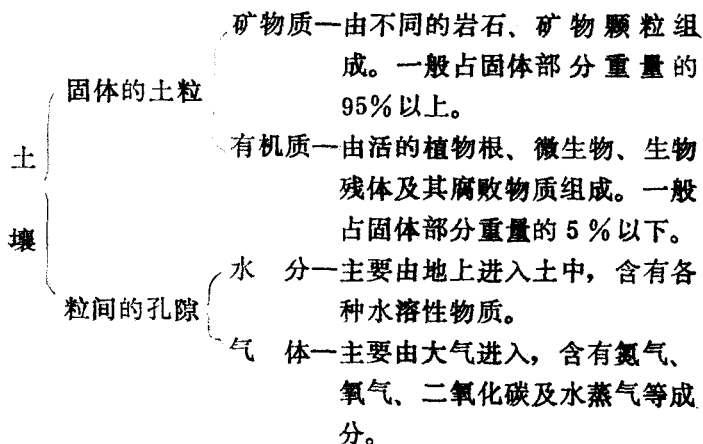 矿物质—由不同的岩石、矿物颗粒组
成。一般占固体部分重量的
固体的土粒
95%以上。
有机质—由活的植物根、微生物、生物
土
残体及其腐败物质组成。一般
占固体部分重量的5%以下。
壤
水 分—主要由地上进入土中，含有各
粒间的孔隙
种水溶性物质。
气 体—主要由大气进入，含有氮气、
氧气、二氧化碳及水蒸气等成
分。